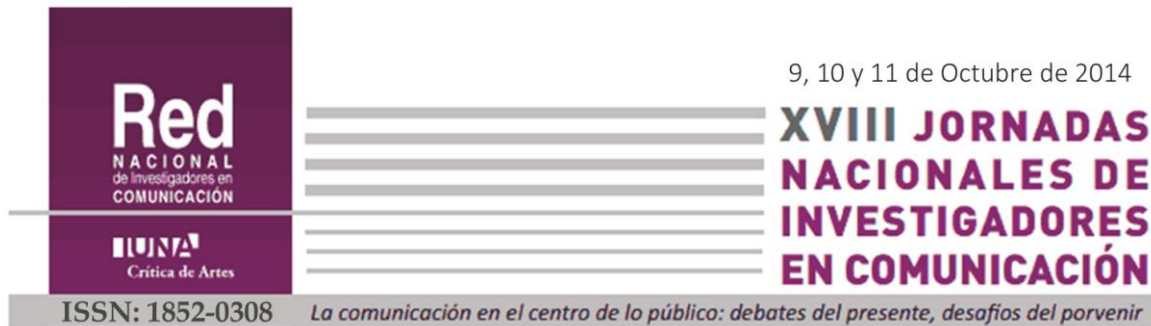 Red
NACIONAL
de Investigadores en
COMUNICACIÓN
IUNA
Crítica de Artes
ISSN: 1852-0308
9, 10 y 11 de Octubre de 2014
XVIII JORNADAS
NACIONALES DE
INVESTIGADORES
EN COMUNICACIÓN
La comunicación en el centro de lo público: debates del presente, desafíos del porvenir